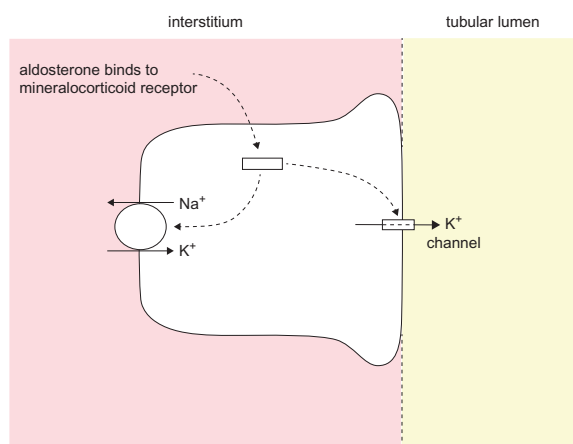 interstitium
tubular lumen
aldosterone binds to
mineralocorticoid receptor
Na⁺
K⁺
K⁺
channel